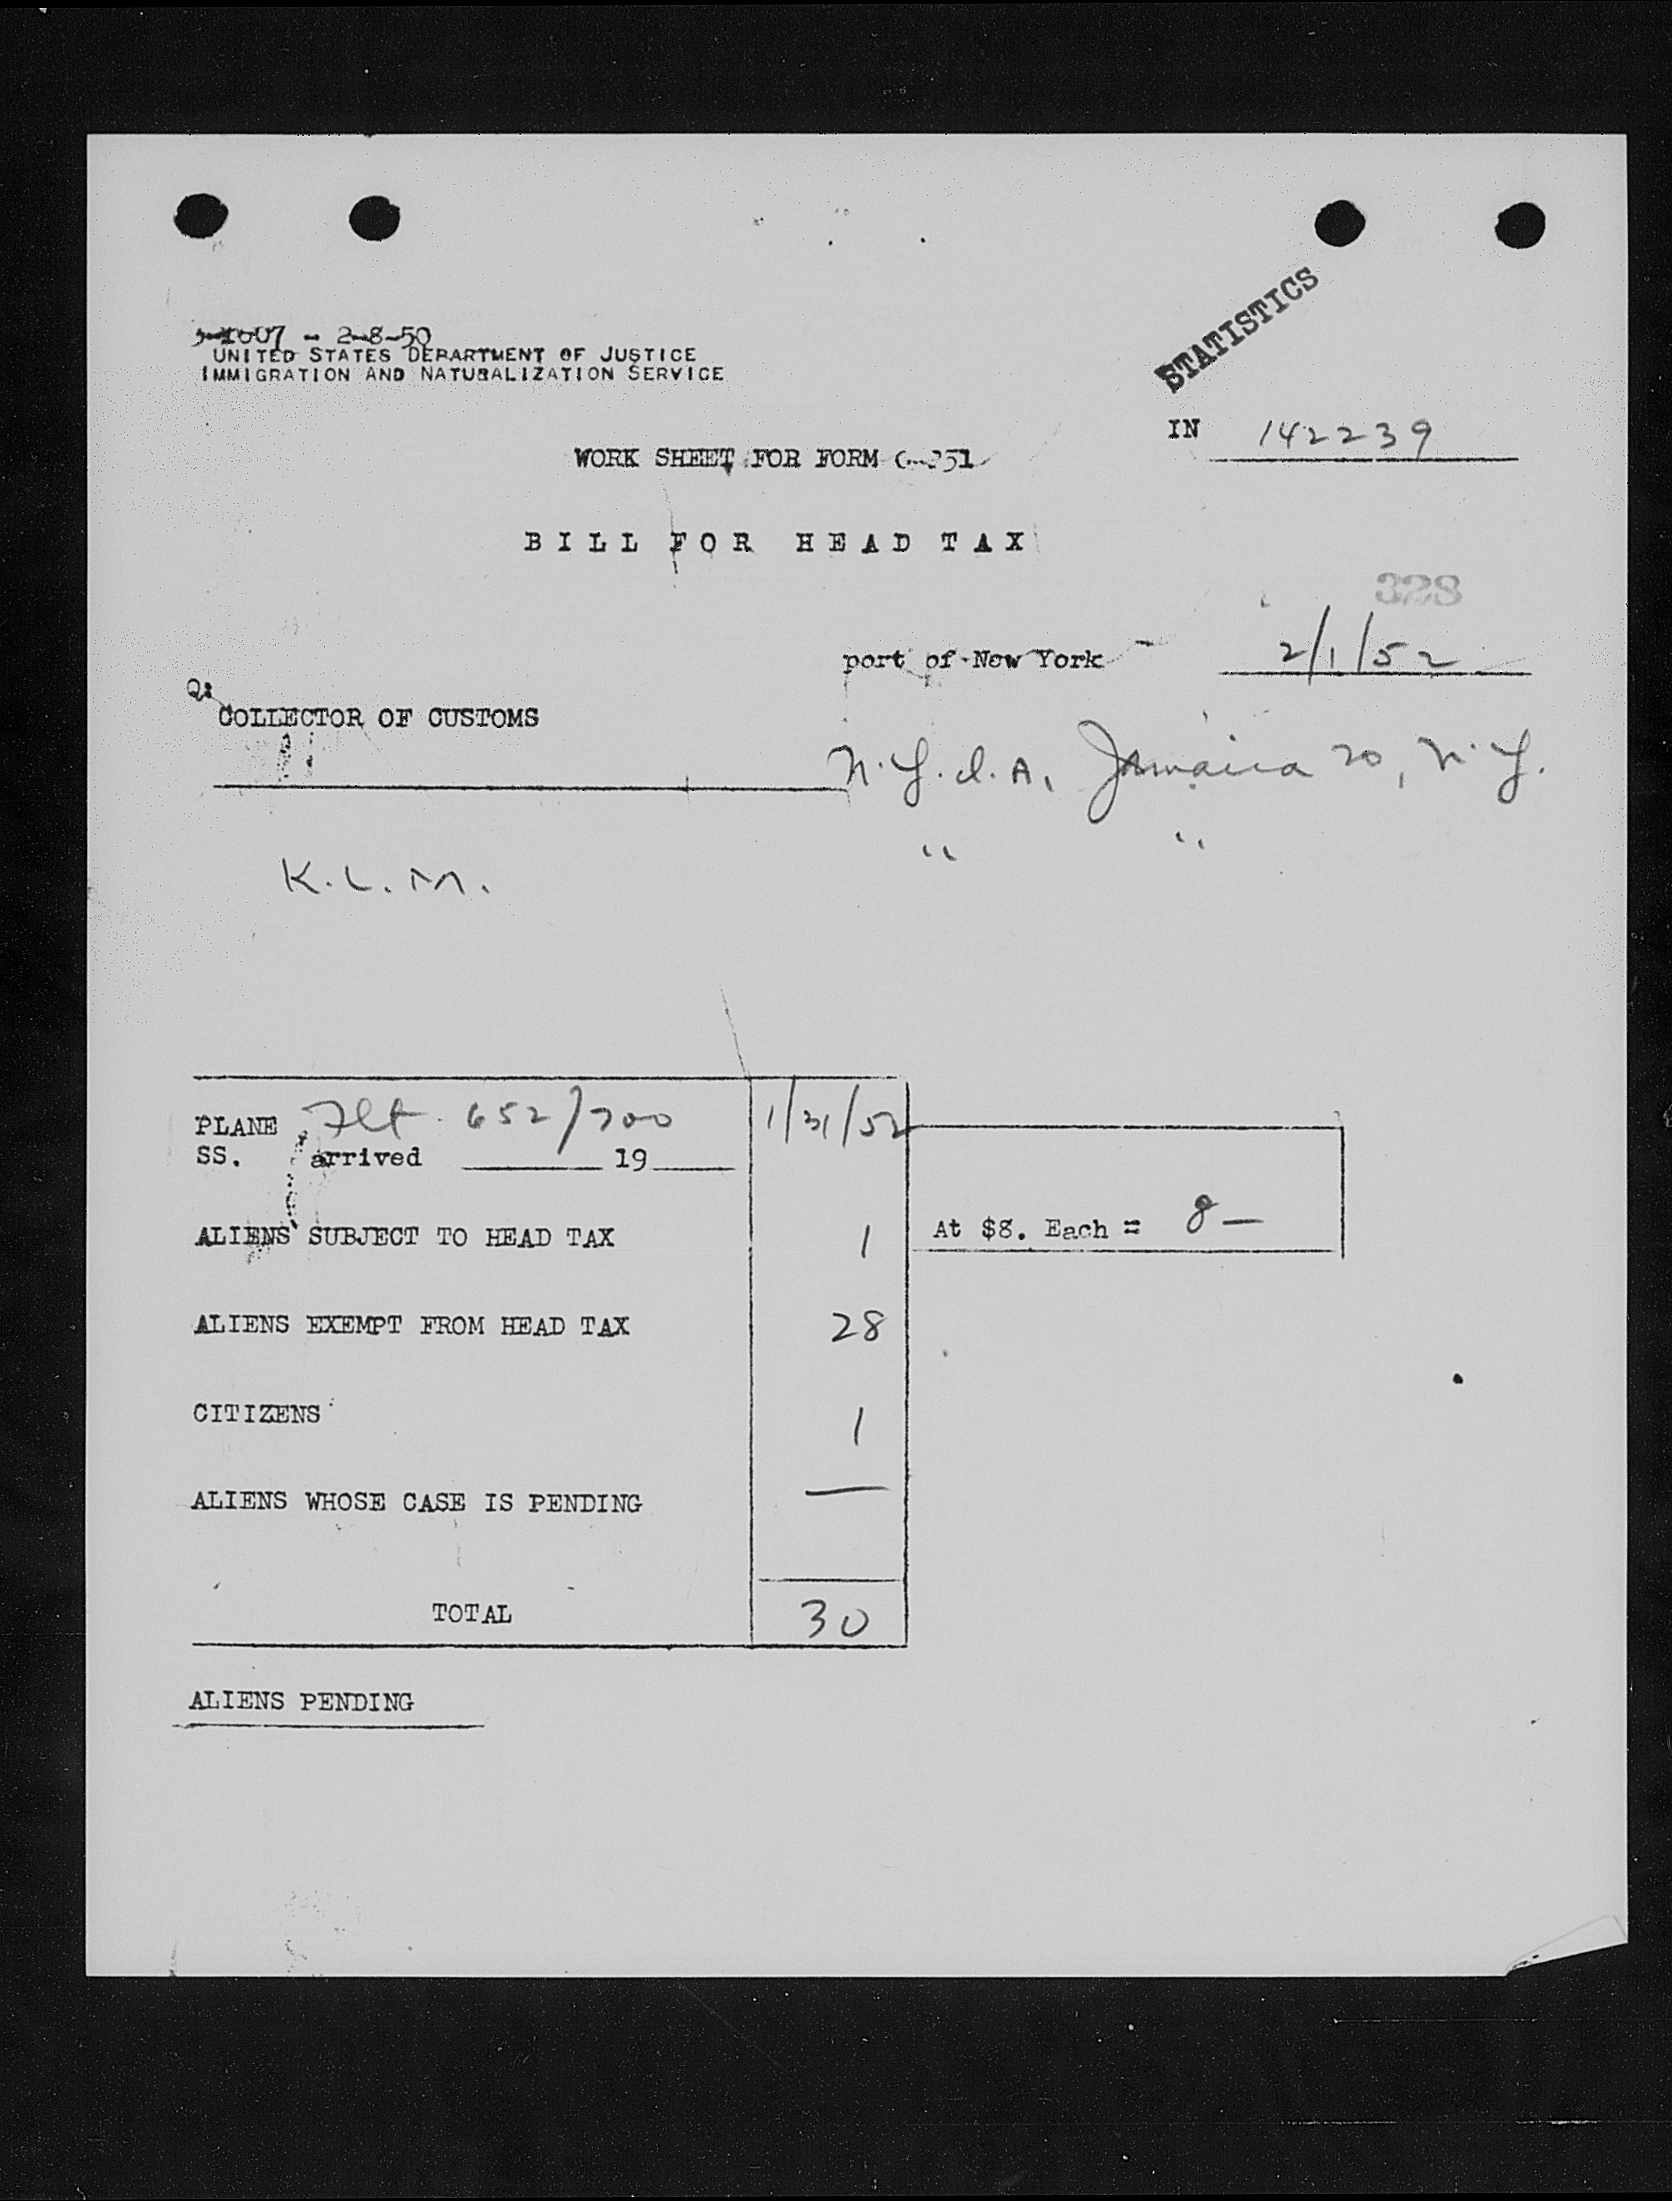 STATISTICS
- 2-8-50
UNITED STATES DEPARTMENT OF JUSTICE
IMMIGRATION AND NATURALIZATION SERVICE
IN 142239
WORK SHEET FOR FORM
BILL FOR HEAD TAX
328
port of New York 2/1/52
COLLECTOR OF CUSTOMS
N.Y.I.A, Jamaica 20, N.Y.
" "
K.L.M.
PLANE Flt. 652/700 1/31/52
SS. arrived 19
ALIENS SUBJECT TO HEAD TAX 1 At $8. Each = 8 —
ALIENS EXEMPT FROM HEAD TAX 28
CITIZENS 1
ALIENS WHOSE CASE IS PENDING —
TOTAL 30
ALIENS PENDING